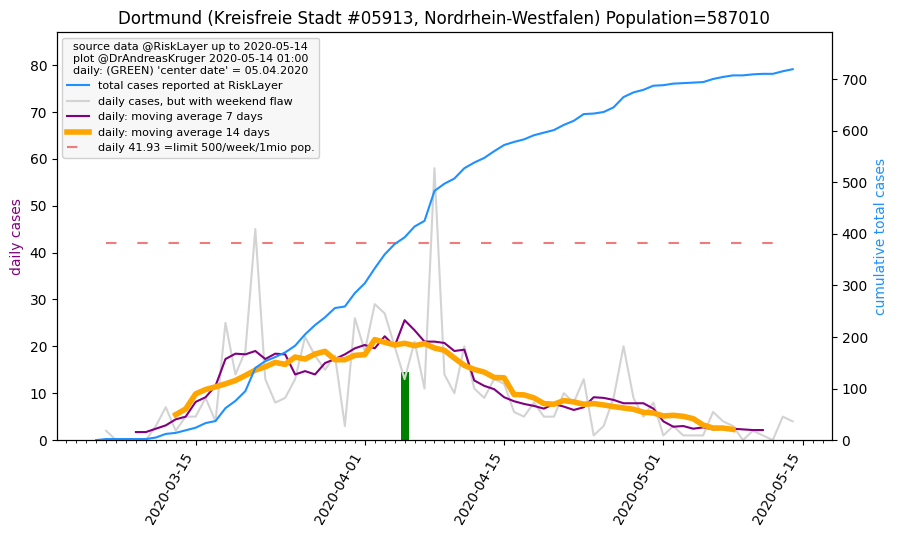 Dortmund (Kreisfreie Stadt #05913, Nordrhein-Westfalen) Population=587010
source data @RiskLayer up to 2020-05-14
plot @DrAndreasKruger 2020-05-14 01:00
daily: (GREEN) 'center date' = 05.04.2020
total cases reported at RiskLayer
daily cases, but with weekend flaw
daily: moving average 7 days
daily: moving average 14 days
daily 41.93 =limit 500/week/1mio pop.
daily cases
80
70
60
50
40
30
20
10
0
700
600
500
400
300
200
100
0
cumulative total cases
2020-03-15
2020-04-01
2020-04-15
2020-05-01
2020-05-15